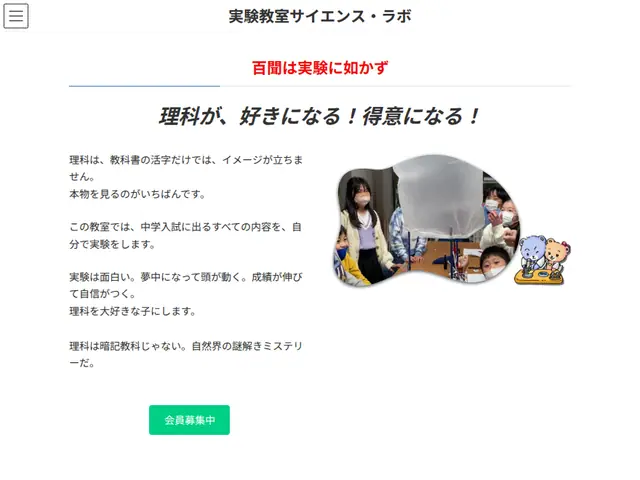 実験教室サイエンス・ラボ
百聞は実験に如かず
理科が、好きになる！得意になる！
理科は、教科書の活字だけでは、イメージが立ちま
せん。
本物を見るのがいちばんです。
この教室では、中学入試に出るすべての内容を、自
分で実験をします。
実験は面白い。夢中になって頭が動く。成績が伸び
て自信がつく。
理科を大好きな子にします。
理科は暗記教科じゃない。自然界の謎解きミステリ
ーだ。
会員募集中